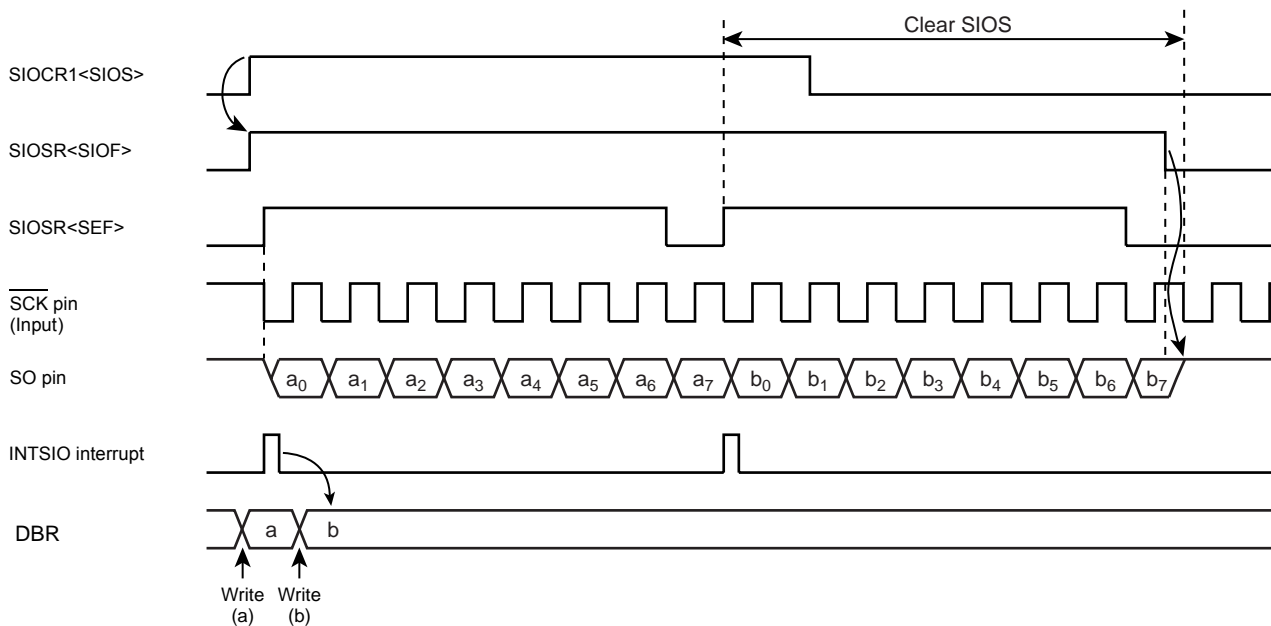 Clear SIOS
SIOCR1<SIOS>
SIOSR<SIOF>
SIOSR<SEF>
SCK pin
(Input)
SO pin
a0 a1 a2 a3 a4 a5 a6 a7 b0 b1 b2 b3 b4 b5 b6 b7
INTSIO interrupt
DBR
a b
Write Write
(a) (b)